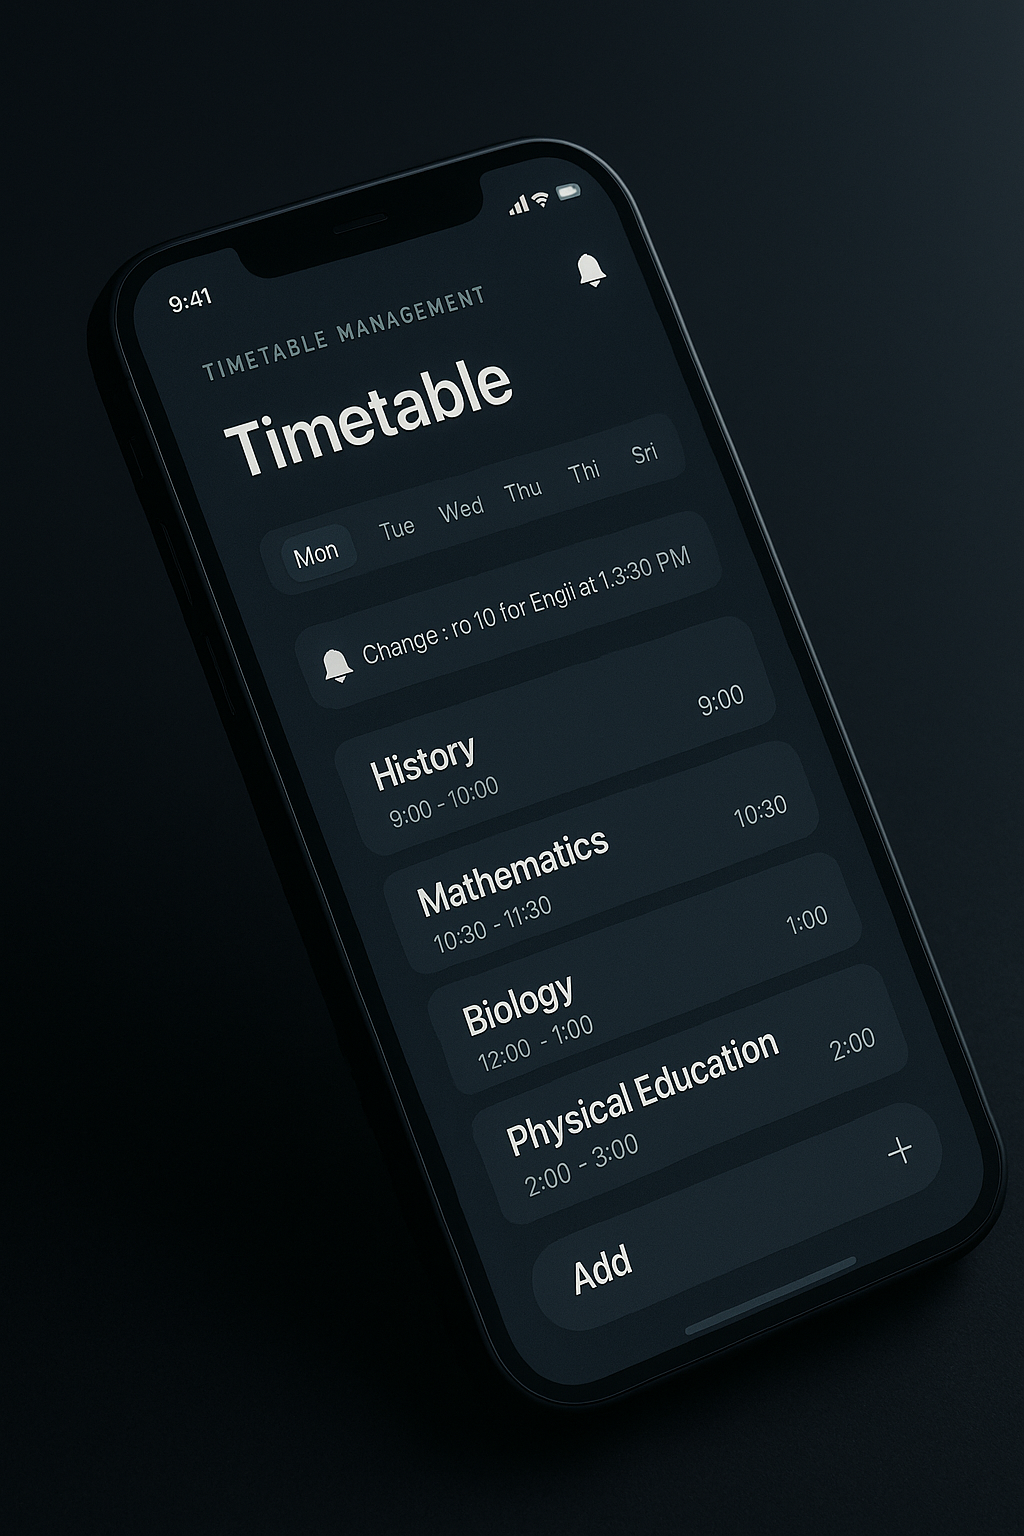 9:41
TIMETABLE MANAGEMENT
Timetable
Mon Tue Wed Thu Thi Sri
Change : ro 10 for Engii at 1.3:30 PM
History 9:00
9:00 - 10:00
Mathematics 10:30
10:30 - 11:30
Biology 1:00
12:00 - 1:00
Physical Education 2:00
2:00 - 3:00
Add +